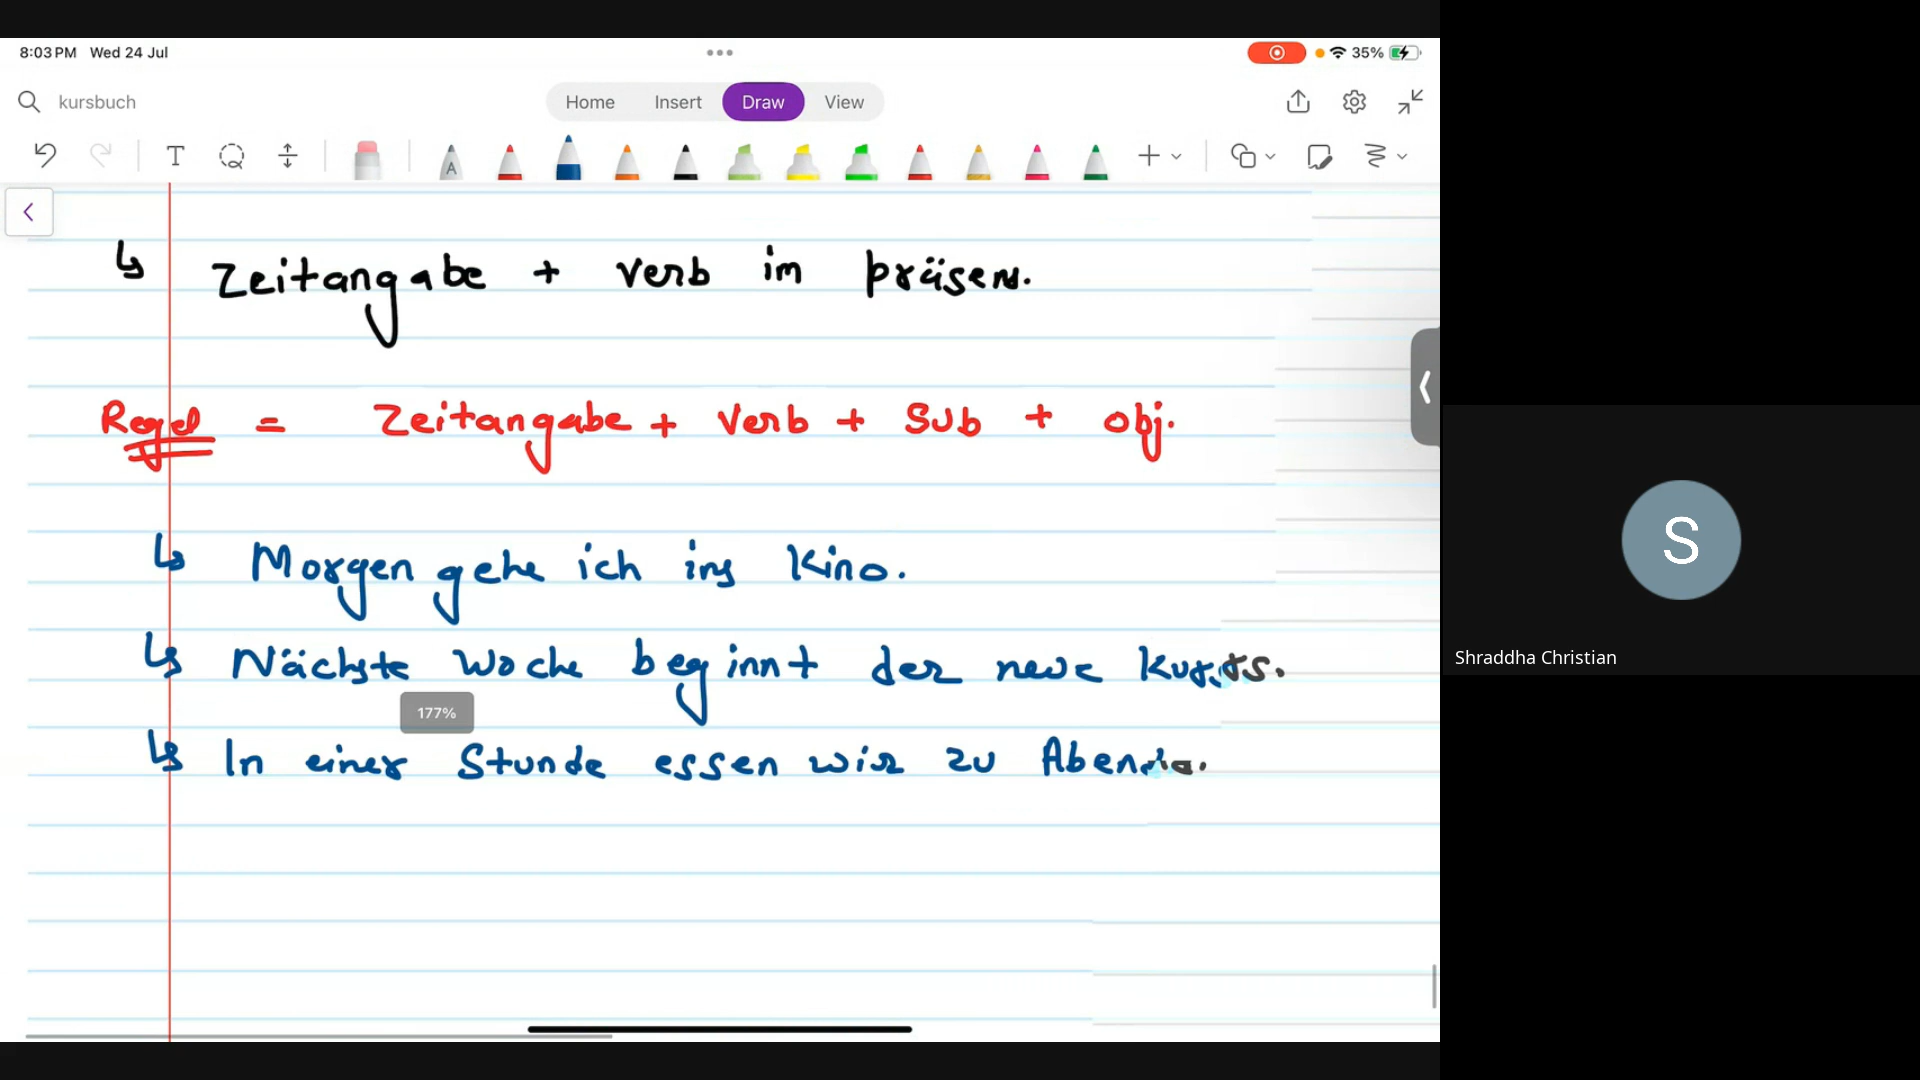 8:03 PM Wed 24 Jul
35%
kursbuch
Home Insert Draw View
T
A
↳ Zeitangabe + Verb im präsens.
Regel = Zeitangabe + Verb + Sub + obj.
↳ Morgen gehe ich ins Kino.
↳ Nächste Woche beginnt der neue Kurs.
177%
↳ In einer Stunde essen wir zu Abend.
S
Shraddha Christian